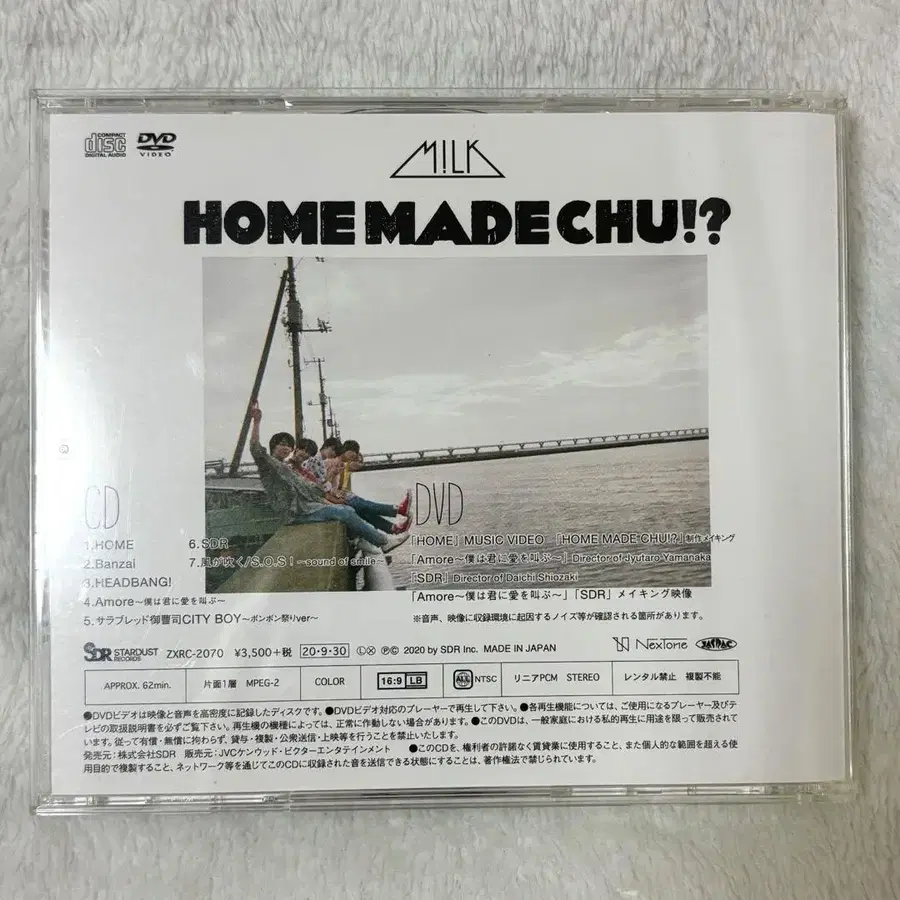 COMPACT
disc
DIGITAL AUDIO
DVD
VIDEO
M!LK
HOME MADE CHU!?
CD
1.HOME
2.Banzai
3.HEADBANG!
4.Amore～僕は君に愛を叫ぶ～
5.サラブレッド御曹司CITY BOY～ボンボン祭りver～
6.SDR
7.風が吹く/S.O.S！～sound of smile～
DVD
「HOME」MUSIC VIDEO 「HOME MADE CHU!?」制作メイキング
「Amore～僕は君に愛を叫ぶ～」Director of Jyutaro Yamanaka
「SDR」Director of Daichi Shiozaki
「Amore～僕は君に愛を叫ぶ～」「SDR」メイキング映像
※音声、映像に収録環境に起因するノイズ等が確認される箇所があります。
SDR STARDUST RECORDS ZXRC-2070 ¥3,500+税 20・9・30 Ⓛ Ⓧ Ⓟ© 2020 by SDR Inc. MADE IN JAPAN NexTone JASRAC
APPROX. 62min. 片面1層 MPEG-2 COLOR 16:9 LB ALL NTSC リニアPCM STEREO レンタル禁止 複製不能
●DVDビデオは映像と音声を高密度に記録したディスクです。●DVDビデオ対応のプレーヤーで再生して下さい。●各再生機能については、ご使用になるプレーヤー及びテ
レビの取扱説明書を必ずご覧下さい。再生機の機種によっては、正常に作動しない場合があります。●このDVDは、一般家庭における私的再生に用途を限って販売されて
います。従って有償・無償に拘わらず、貸与・複製・公衆送信・上映等を行うことを禁止いたします。
発売元：株式会社SDR 販売元：JVCケンウッド・ビクターエンタテインメント ●このCDを、権利者の許諾なく賃貸業に使用すること、また個人的な範囲を超える使
用目的で複製すること、ネットワーク等を通じてこのCDに収録された音を送信できる状態にすることは、著作権法で禁じられています。